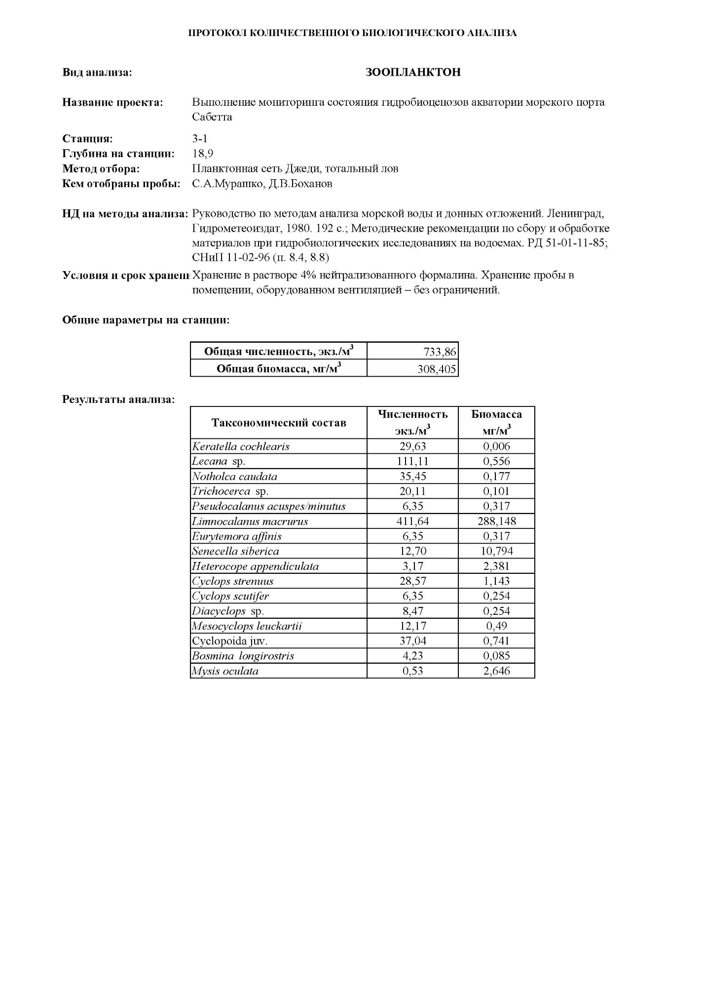 ПРОТОКОЛ КОЛИЧЕСТВЕННОГО БИОЛОГИЧЕСКОГО АНАЛИЗА
Вид анализа: ЗООПЛАНКТОН
Название проекта: Выполнение мониторинга состояния гидробиоценозов акватории морского порта
Сабетта
Станция: 3-1
Глубина на станции: 18,9
Метод отбора: Планктонная сеть Джеди, тотальный лов
Кем отобраны пробы: С.А.Мурашко, Д.В.Боханов
НД на методы анализа: Руководство по методам анализа морской воды и донных отложений. Ленинград,
Гидрометеоиздат, 1980. 192 с.; Методические рекомендации по сбору и обработке
материалов при гидробиологических исследованиях на водоемах. РД 51-01-11-85;
СНиП 11-02-96 (п. 8.4, 8.8)
Условия и срок хранени Хранение в растворе 4% нейтрализованного формалина. Хранение пробы в
помещении, оборудованном вентиляцией – без ограничений.
Общие параметры на станции:
Общая численность, экз./м³ 733,86
Общая биомасса, мг/м³ 308,405
Результаты анализа:
Таксономический состав Численность экз./м³ Биомасса мг/м³
Keratella cochlearis 29,63 0,006
Lecana sp. 111,11 0,556
Notholca caudata 35,45 0,177
Trichocerca sp. 20,11 0,101
Pseudocalanus acuspes/minutus 6,35 0,317
Limnocalanus macrurus 411,64 288,148
Eurytemora affinis 6,35 0,317
Senecella siberica 12,70 10,794
Heterocope appendiculata 3,17 2,381
Cyclops strenuus 28,57 1,143
Cyclops scutifer 6,35 0,254
Diacyclops sp. 8,47 0,254
Mesocyclops leuckartii 12,17 0,49
Cyclopoida juv. 37,04 0,741
Bosmina longirostris 4,23 0,085
Mysis oculata 0,53 2,646